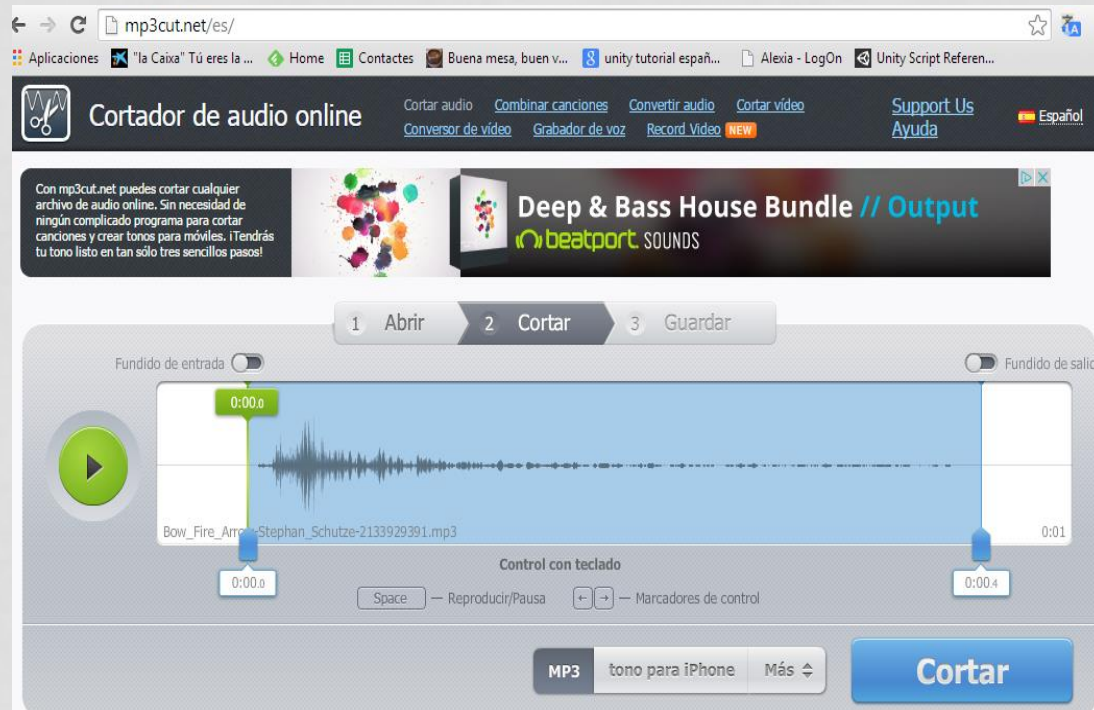 mp3cut.net/es/
Aplicaciones "la Caixa" Tú eres la ... Home Contactes Buena mesa, buen v... unity tutorial españ... Alexia - LogOn Unity Script Referen...
Cortador de audio online
Cortar audio Combinar canciones Convertir audio Cortar vídeo
Conversor de vídeo Grabador de voz Record Video NEW
Support Us
Ayuda
Español
Con mp3cut.net puedes cortar cualquier
archivo de audio online. Sin necesidad de
ningún complicado programa para cortar
canciones y crear tonos para móviles. ¡Tendrás
tu tono listo en tan sólo tres sencillos pasos!
Deep & Bass House Bundle // Output
beatport SOUNDS
1 Abrir 2 Cortar 3 Guardar
Fundido de entrada Fundido de salid
0:00.0
Bow_Fire_Arrow-Stephan_Schutze-2133929391.mp3 0:01
0:00.0 0:00.4
Control con teclado
Space — Reproducir/Pausa ← → — Marcadores de control
MP3 tono para iPhone Más Cortar